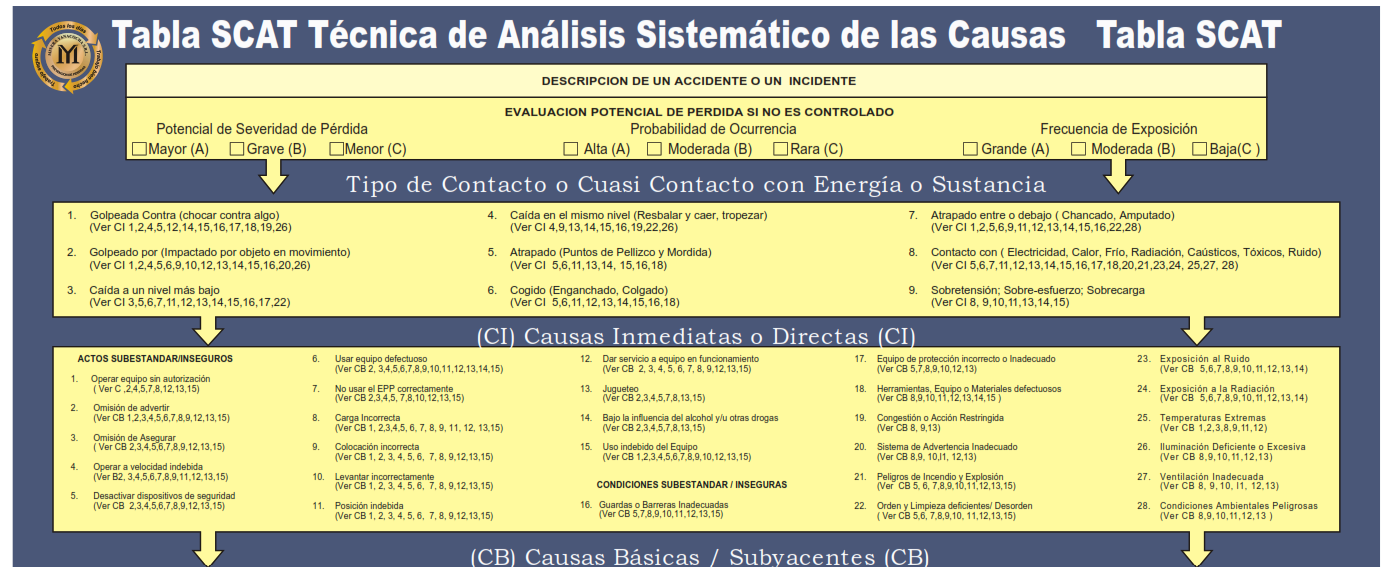 Todos los días
Tabla SCAT Técnica de Análisis Sistemático de las Causas Tabla SCAT
DESCRIPCION DE UN ACCIDENTE O UN INCIDENTE
EVALUACION POTENCIAL DE PERDIDA SI NO ES CONTROLADO
Potencial de Severidad de Pérdida
Mayor (A) Grave (B) Menor (C)
Probabilidad de Ocurrencia
Alta (A) Moderada (B) Rara (C)
Frecuencia de Exposición
Grande (A) Moderada (B) Baja(C )
Tipo de Contacto o Cuasi Contacto con Energía o Sustancia
1. Golpeada Contra (chocar contra algo)
(Ver CI 1,2,4,5,12,14,15,16,17,18,19,26)
2. Golpeado por (Impactado por objeto en movimiento)
(Ver CI 1,2,4,5,6,9,10,12,13,14,15,16,20,26)
3. Caída a un nivel más bajo
(Ver CI 3,5,6,7,11,12,13,14,15,16,17,22)
4. Caída en el mismo nivel (Resbalar y caer, tropezar)
(Ver CI 4,9,13,14,15,16,19,22,26)
5. Atrapado (Puntos de Pellizco y Mordida)
(Ver CI 5,6,11,13,14, 15,16,18)
6. Cogido (Enganchado, Colgado)
(Ver CI 5,6,11,12,13,14,15,16,18)
7. Atrapado entre o debajo ( Chancado, Amputado)
(Ver CI 1,2,5,6,9,11,12,13,14,15,16,22,28)
8. Contacto con ( Electricidad, Calor, Frío, Radiación, Caústicos, Tóxicos, Ruido)
(Ver CI 5,6,7,11,12,13,14,15,16,17,18,20,21,23,24, 25,27, 28)
9. Sobretensión; Sobre-esfuerzo; Sobrecarga
(Ver CI 8, 9,10,11,13,14,15)
(CI) Causas Inmediatas o Directas (CI)
ACTOS SUBESTANDAR/INSEGUROS
1. Operar equipo sin autorización
( Ver C ,2,4,5,7,8,12,13,15)
2. Omisión de advertir
(Ver CB 1,2,3,4,5,6,7,8,9,12,13,15)
3. Omisión de Asegurar
( Ver CB 2,3,4,5,6,7,8,9,12,13,15)
4. Operar a velocidad indebida
(Ver B2, 3,4,5,6,7,8,9,11,12,13,15)
5. Desactivar dispositivos de seguridad
(Ver CB 2,3,4,5,6,7,8,9,12,13,15)
6. Usar equipo defectuoso
(Ver CB 2, 3,4,5,6,7,8,9,10,11,12,13,14,15)
7. No usar el EPP correctamente
(Ver CB 2,3,4,5, 7,8,10,12,13,15)
8. Carga Incorrecta
(Ver CB 1, 2,3,4,5, 6, 7, 8, 9, 11, 12, 13,15)
9. Colocación incorrecta
(Ver CB 1, 2, 3, 4, 5, 6, 7, 8, 9,12,13,15)
10. Levantar incorrectamente
(Ver CB 1, 2, 3, 4, 5, 6, 7, 8, 9,12,13,15)
11. Posición indebida
(Ver CB 1, 2, 3, 4, 5, 6, 7, 8, 9,12,13,15)
12. Dar servicio a equipo en funcionamiento
(Ver CB 2, 3, 4, 5, 6, 7, 8, 9,12,13,15)
13. Jugueteo
(Ver CB 2,3,4,5,7,8,13,15)
14. Bajo la influencia del alcohol y/u otras drogas
(Ver CB 2,3,4,5,7,8,13,15)
15. Uso indebido del Equipo
(Ver CB 1,2,3,4,5,6,7,8,9,10,12,13,15)
CONDICIONES SUBESTANDAR / INSEGURAS
16. Guardas o Barreras Inadecuadas
(Ver CB 5,7,8,9,10,11,12,13,15)
17. Equipo de protección incorrecto o Inadecuado
(Ver CB 5,7,8,9,10,12,13)
18. Herramientas, Equipo o Materiales defectuosos
(Ver CB 8,9,10,11,12,13,14,15 )
19. Congestión o Acción Restringida
(Ver CB 8, 9,13)
20. Sistema de Advertencia Inadecuado
(Ver CB 8,9, 10,I1, 12,13)
21. Peligros de Incendio y Explosión
(Ver CB 5, 6, 7,8,9,10,11,12,13,15)
22. Orden y Limpieza deficientes/ Desorden
( Ver CB 5,6, 7,8,9,10, 11,12,13,15)
23. Exposición al Ruido
(Ver CB 5,6,7,8,9,10,11,12,13,14)
24. Exposición a la Radiación
(Ver CB 5,6,7,8,9,10,11,12,13,14)
25. Temperaturas Extremas
(Ver CB 1,2,3,8,9,11,12)
26. Iluminación Deficiente o Excesiva
(Ver CB 8,9,10,11,12,13)
27. Ventilación Inadecuada
(Ver CB 8, 9, 10, I1, 12,13)
28. Condiciones Ambientales Peligrosas
(Ver CB 8,9,10,11,12,13 )
(CB) Causas Básicas / Subyacentes (CB)